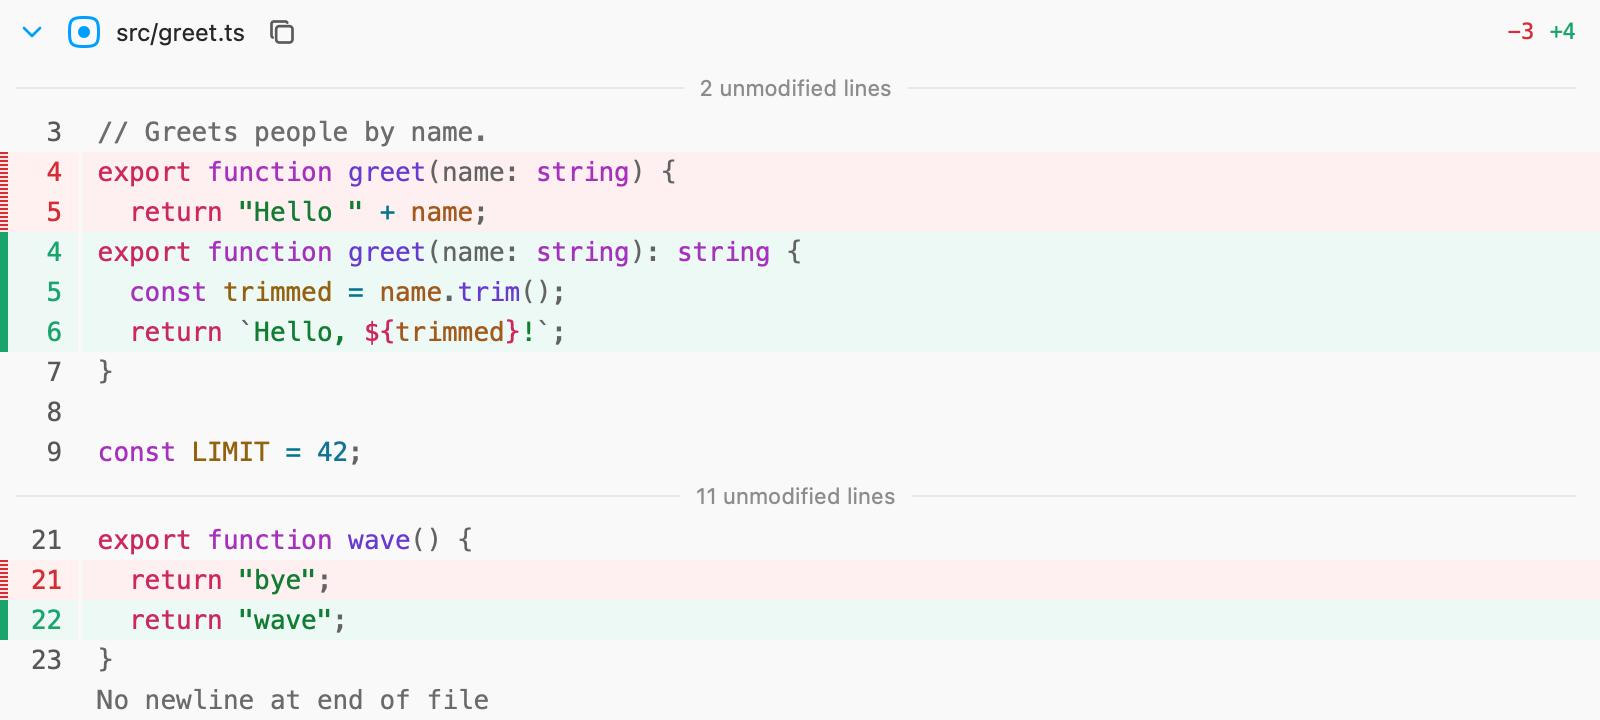 src/greet.ts −3 +4
2 unmodified lines
3 // Greets people by name.
4 export function greet(name: string) {
5   return "Hello " + name;
4 export function greet(name: string): string {
5   const trimmed = name.trim();
6   return `Hello, ${trimmed}!`;
7 }
8
9 const LIMIT = 42;
11 unmodified lines
21 export function wave() {
21   return "bye";
22   return "wave";
23 }
No newline at end of file